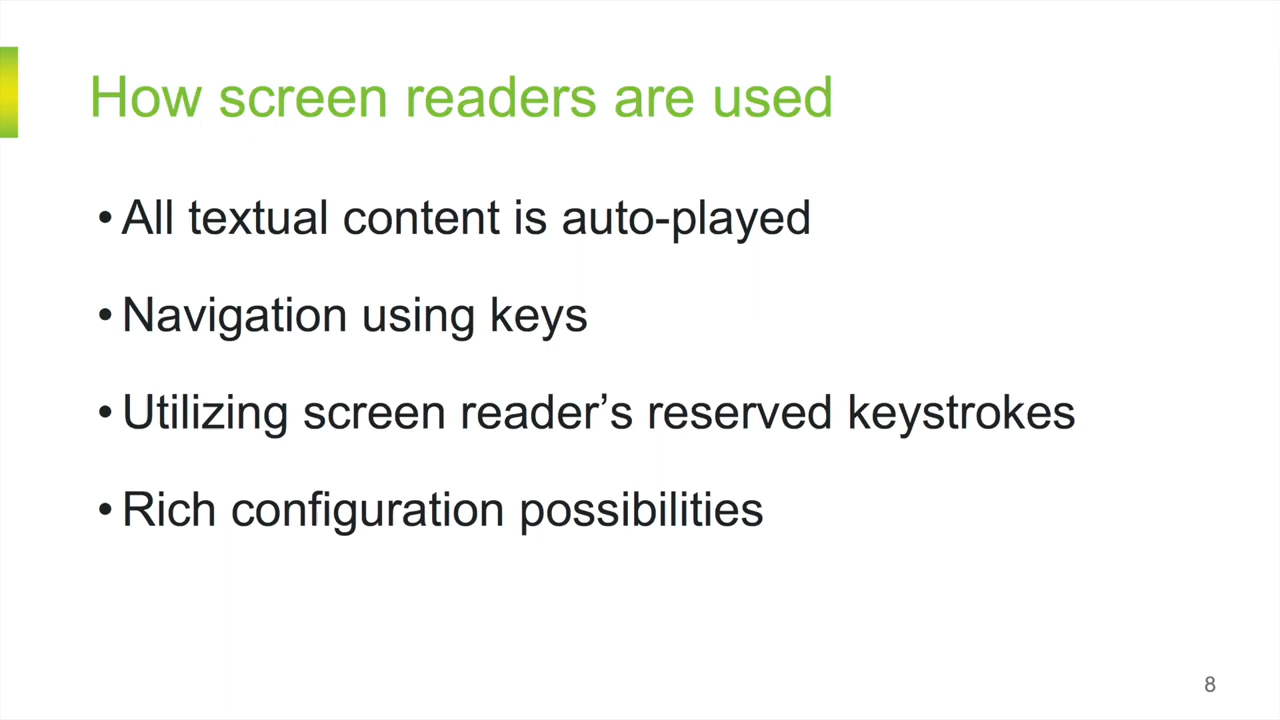 How screen readers are used
• All textual content is auto-played
• Navigation using keys
• Utilizing screen reader’s reserved keystrokes
• Rich configuration possibilities
8